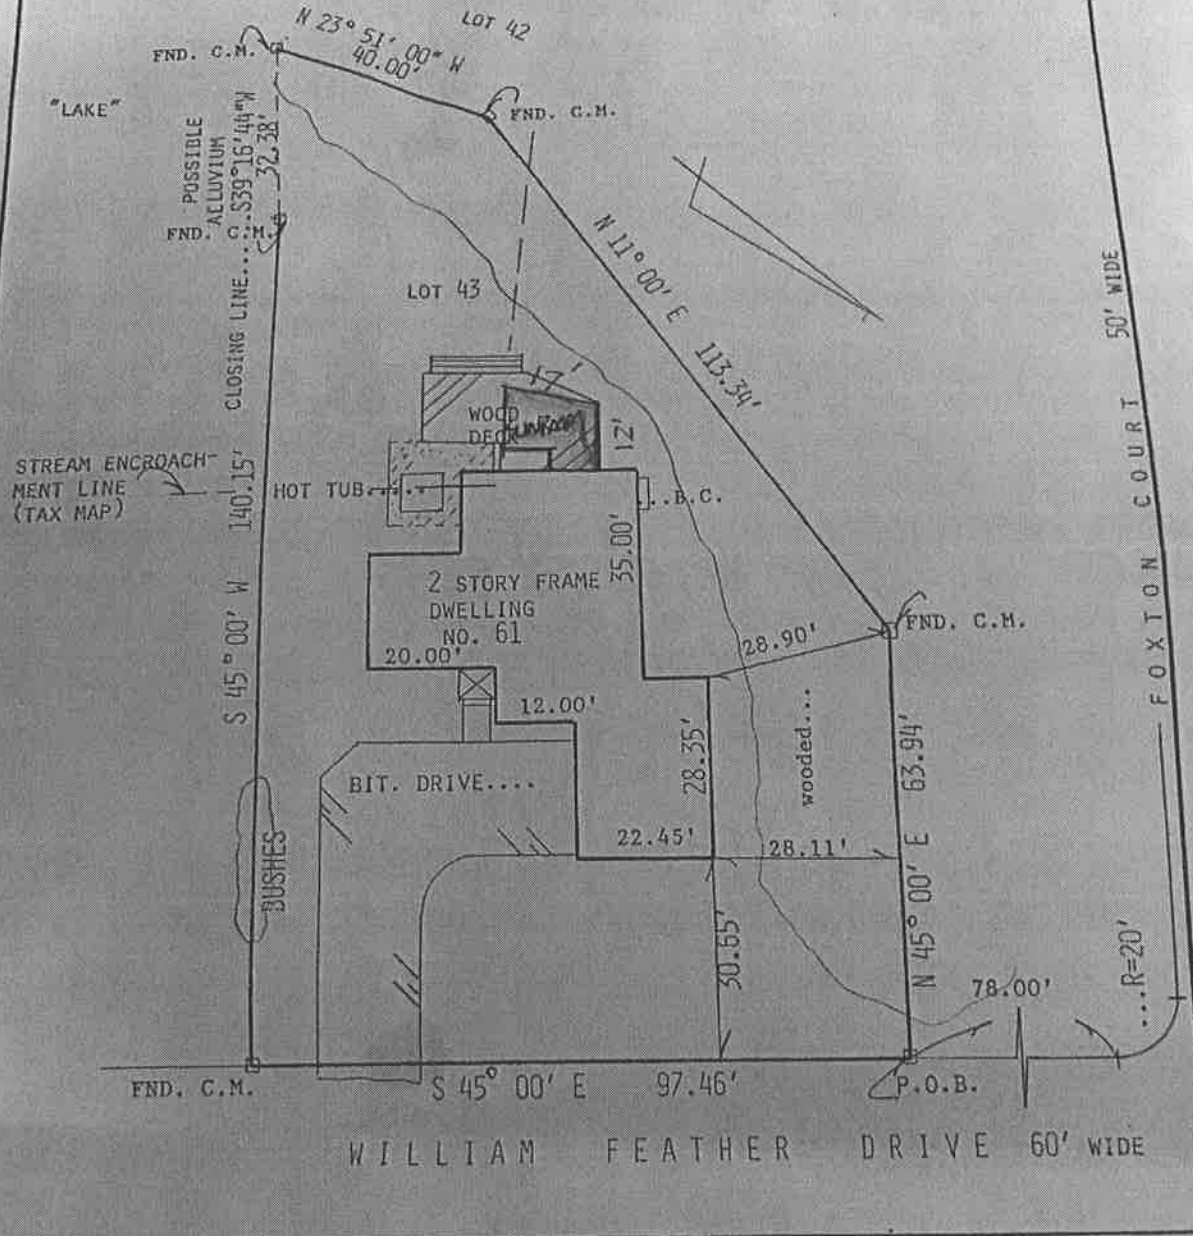 LOT 42
N 23° 51' 00" W
40.00'
FND. C.M.
FND. C.M.
"LAKE"
POSSIBLE
AELUVIUM
CLOSING LINE....S39°16'44"W
32.38'
FND. C.M.
LOT 43
N 11° 00' E 113.34'
50' WIDE
FOXTON COURT
17'
WOOD
DECK
SUNROOM
12'
STREAM ENCROACH-
MENT LINE
(TAX MAP)
HOT TUB......
...B.C.
35.00'
S 45° 00' W 140.15'
2 STORY FRAME
DWELLING
NO. 61
20.00'
12.00'
28.90'
FND. C.M.
28.35'
wooded...
N 45° 00' E 63.94'
BIT. DRIVE....
22.45'
28.11'
BUSHES
30.65'
78.00'
...R=20'
FND. C.M.
S 45° 00' E 97.46'
P.O.B.
WILLIAM FEATHER DRIVE 60' WIDE